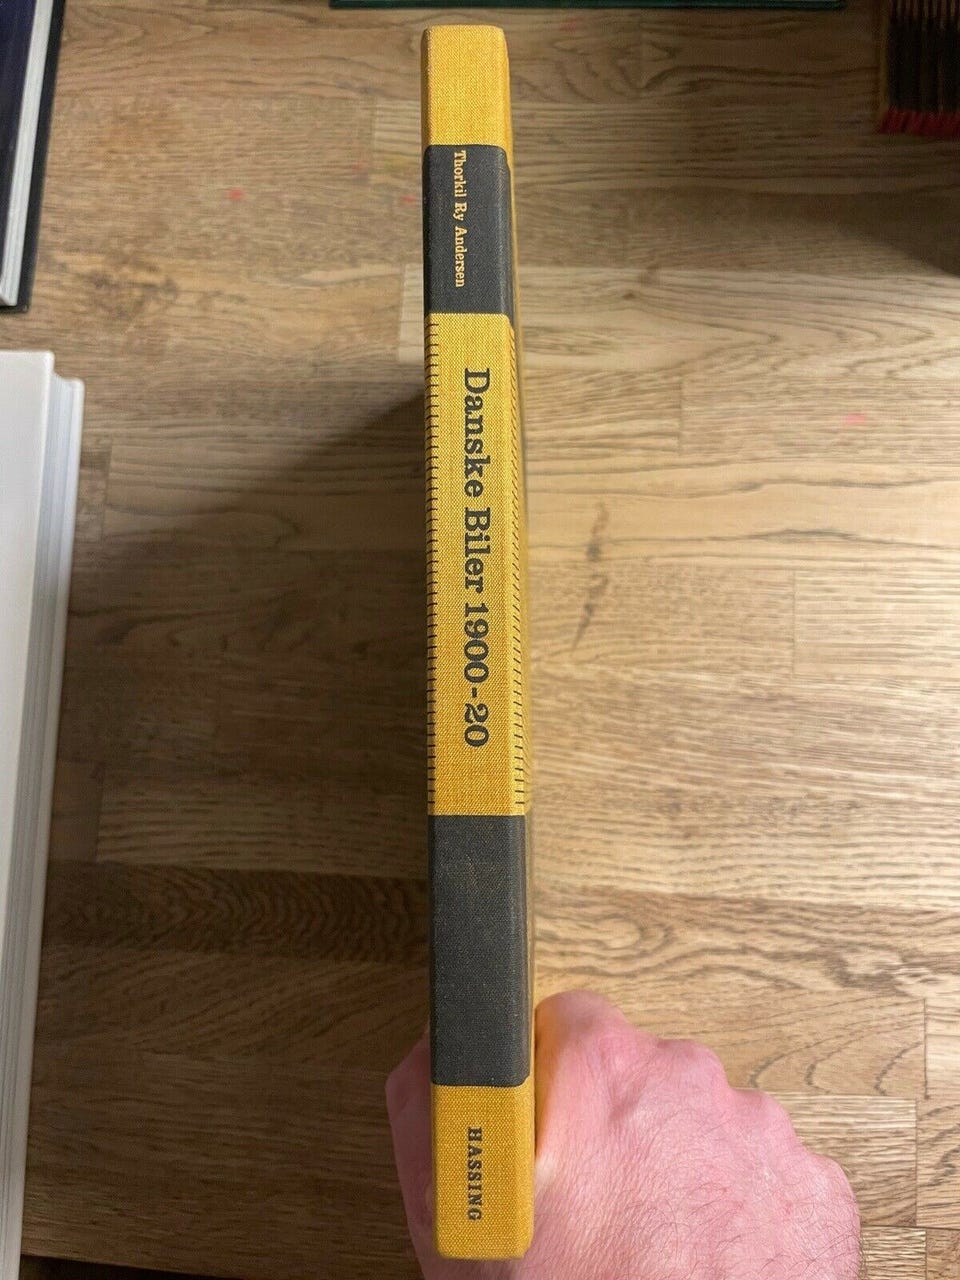 Thorkil Ry Andersen
Danske Biler 1900-20
HASSING